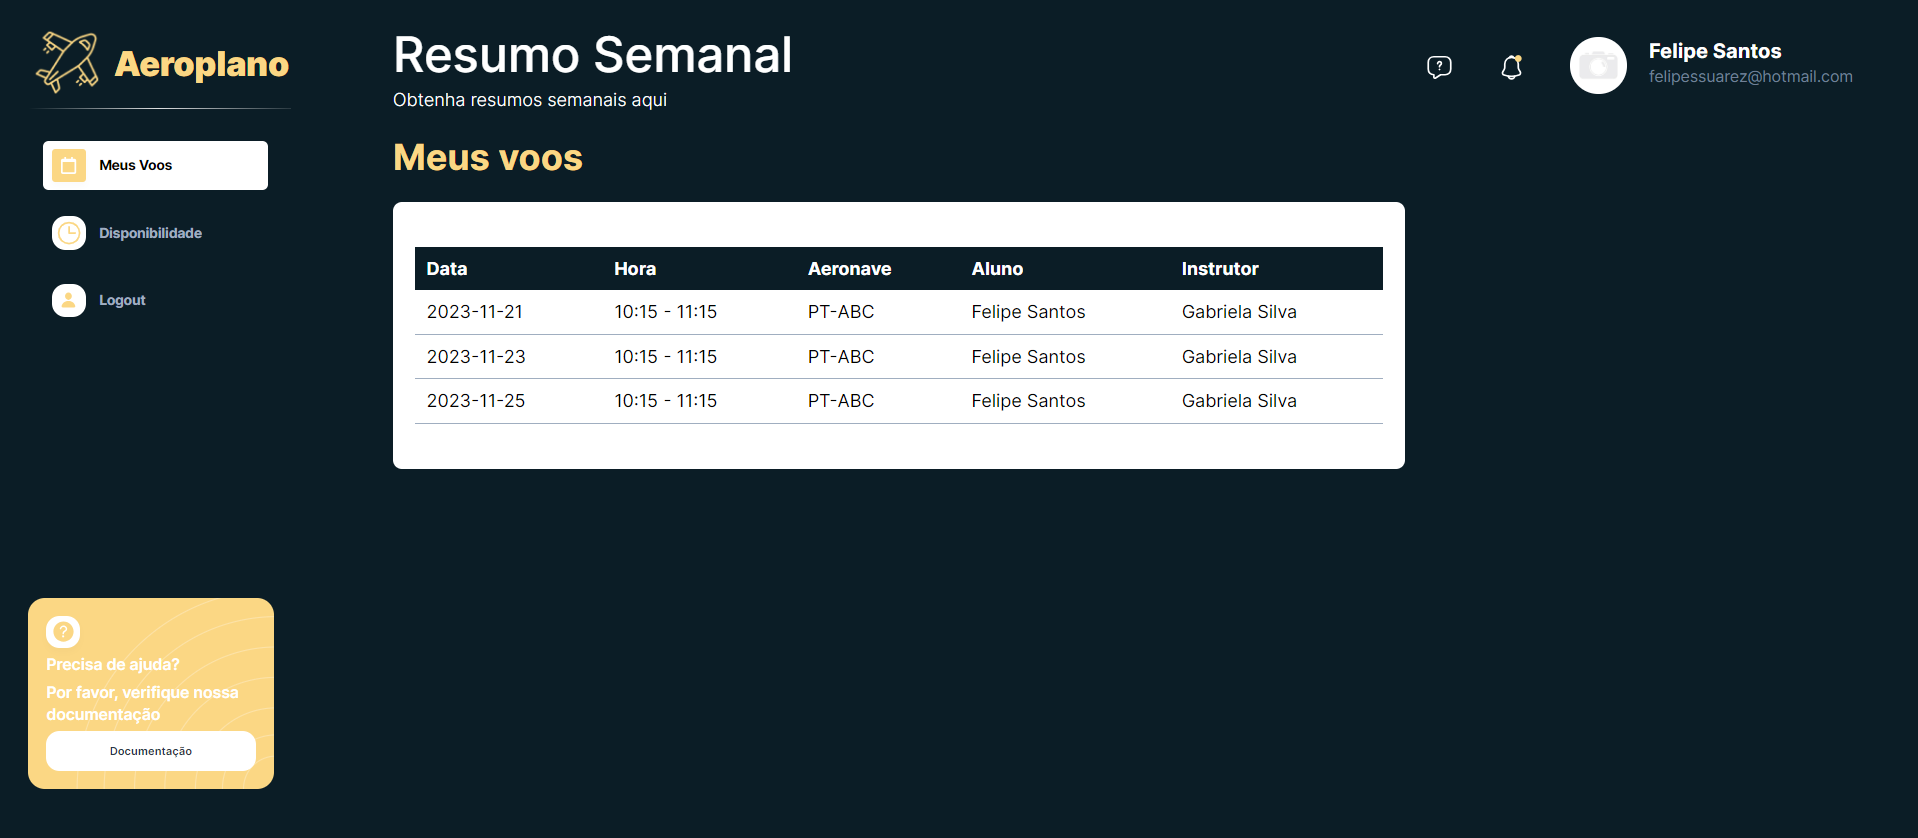 Aeroplano
Meus Voos
Disponibilidade
Logout
Precisa de ajuda?
Por favor, verifique nossa
documentação
Documentação
Resumo Semanal
Obtenha resumos semanais aqui
Felipe Santos
felipessuarez@hotmail.com
Meus voos
Data Hora Aeronave Aluno Instrutor
2023-11-21 10:15 - 11:15 PT-ABC Felipe Santos Gabriela Silva
2023-11-23 10:15 - 11:15 PT-ABC Felipe Santos Gabriela Silva
2023-11-25 10:15 - 11:15 PT-ABC Felipe Santos Gabriela Silva